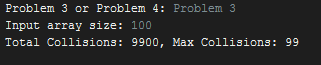 Problem 3 or Problem 4: Problem 3
Input array size: 100
Total Collisions: 9900, Max Collisions: 99